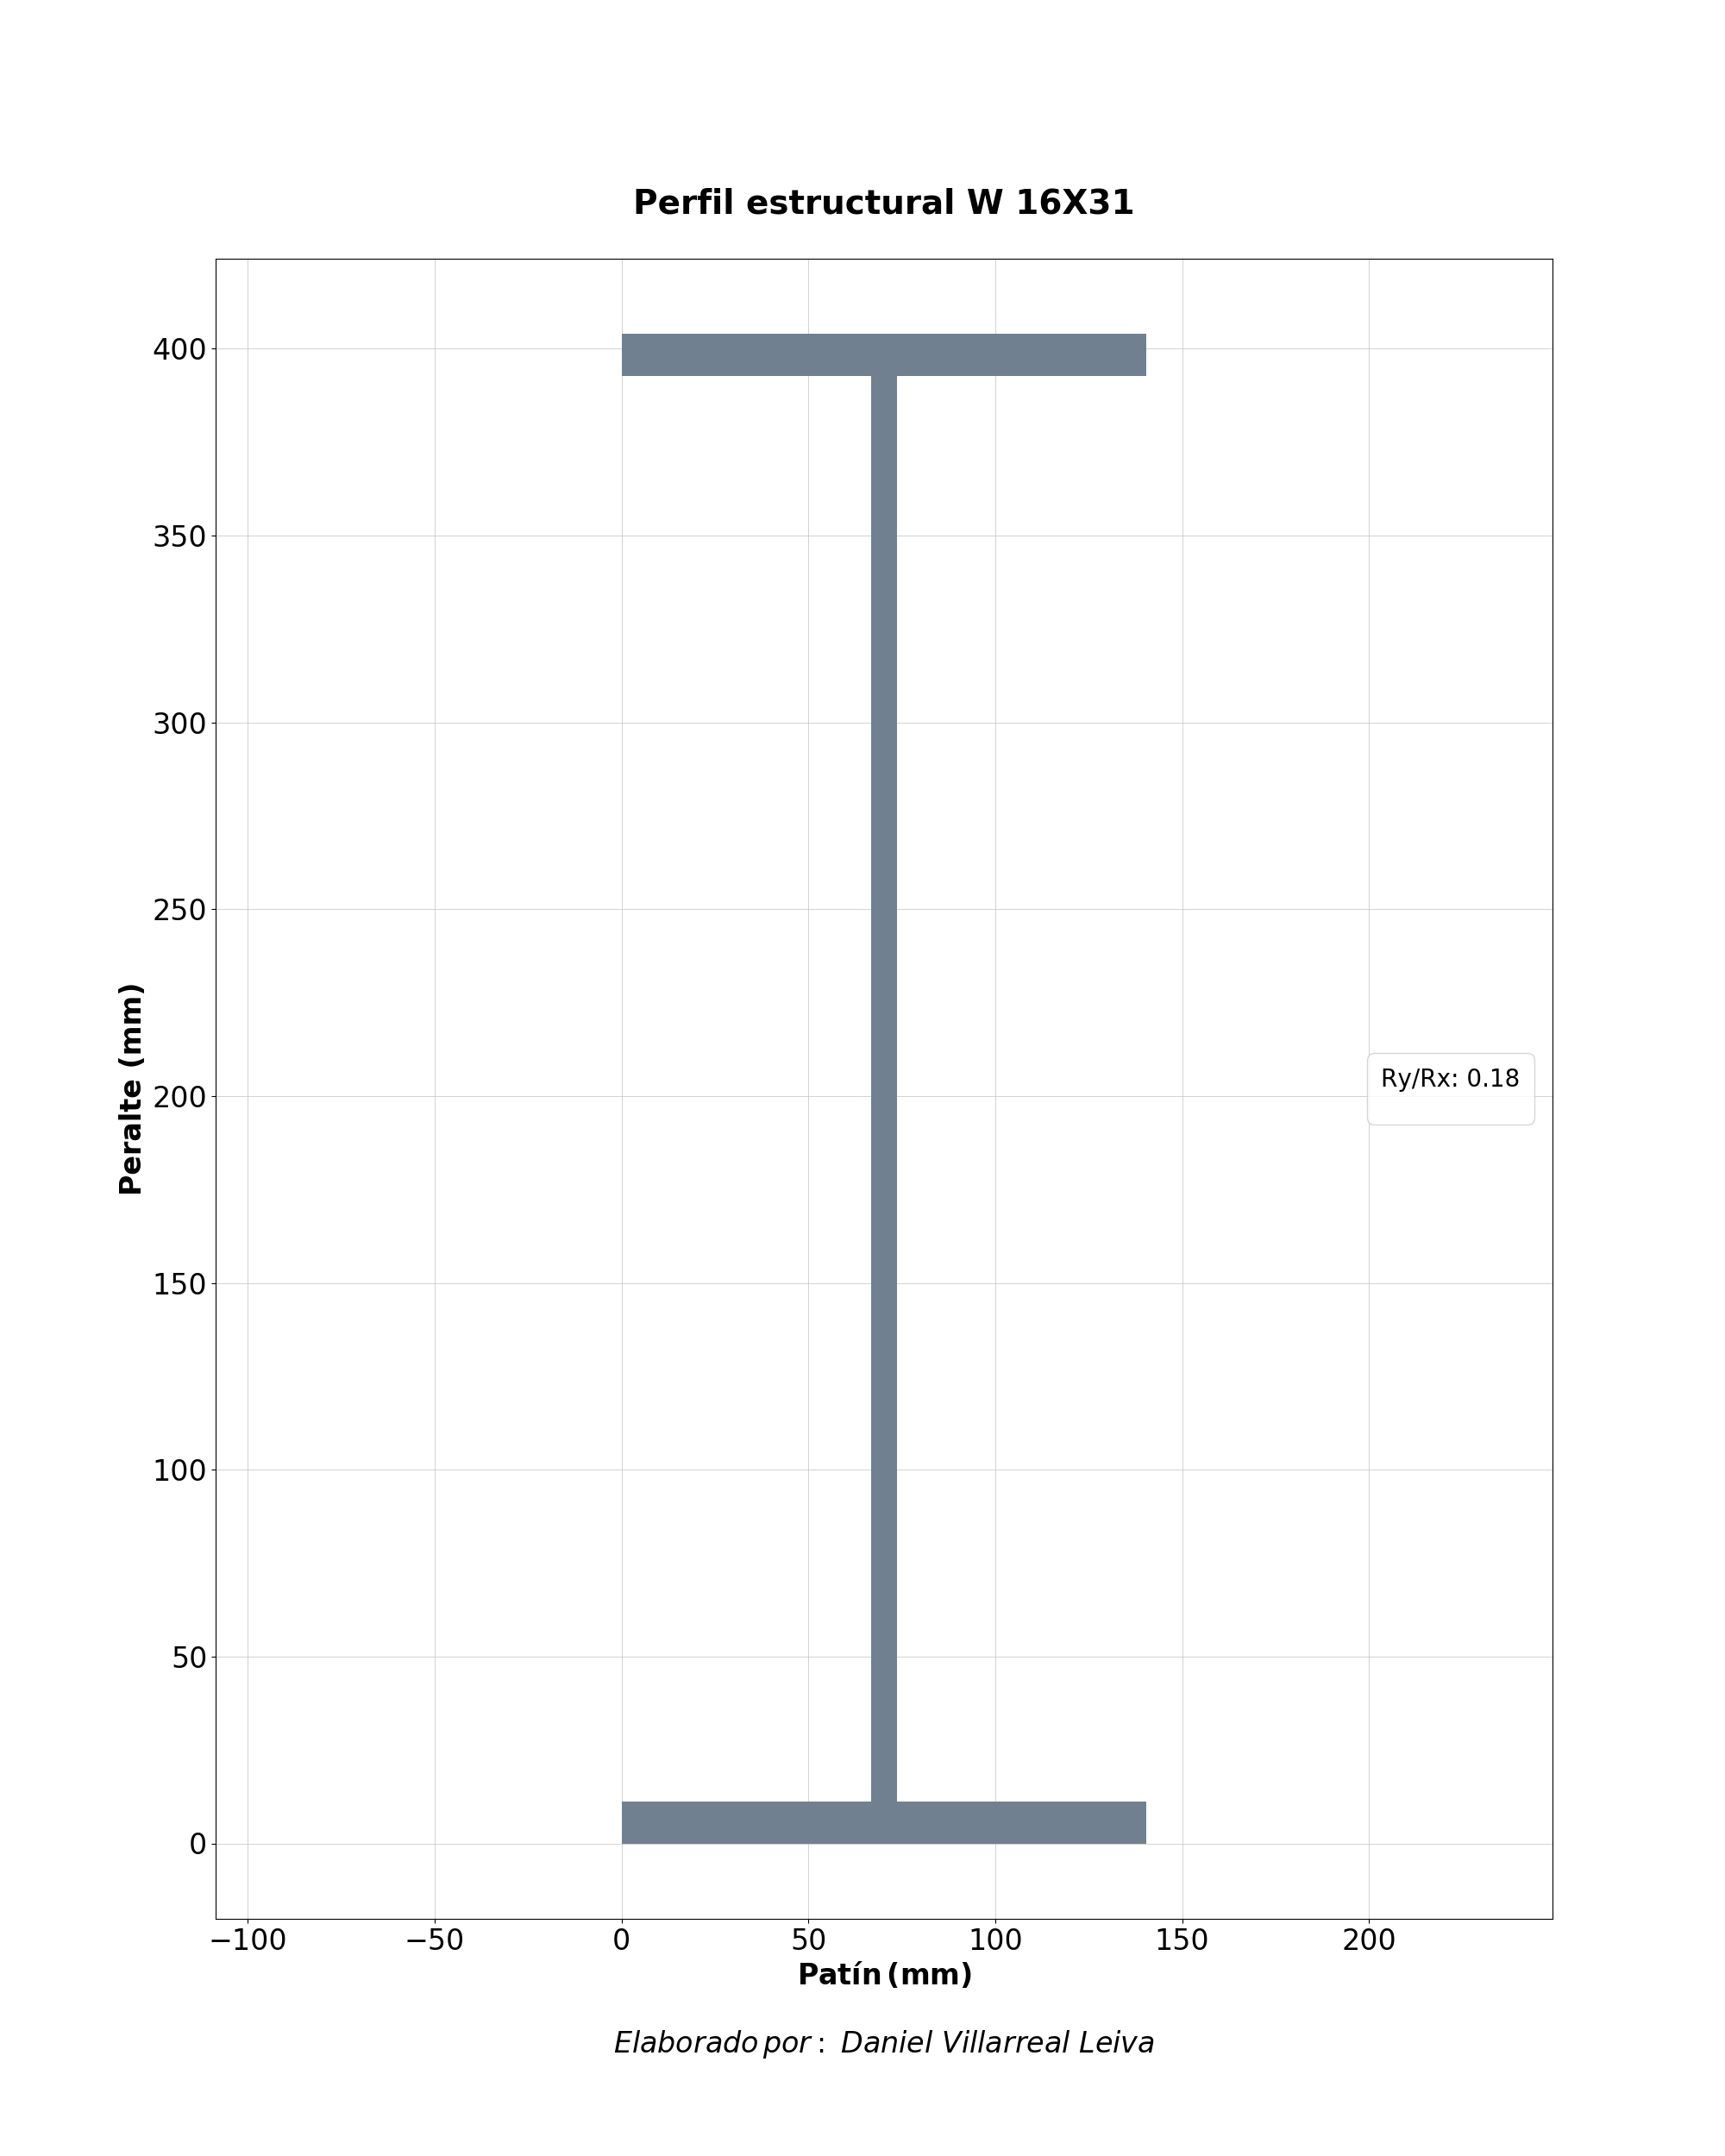 Perfil estructural W 16X31
400
350
300
250
200
150
100
50
0
Peralte (mm)
Ry/Rx: 0.18
−100 −50 0 50 100 150 200
Patín (mm)
Elaborado por: Daniel Villarreal Leiva